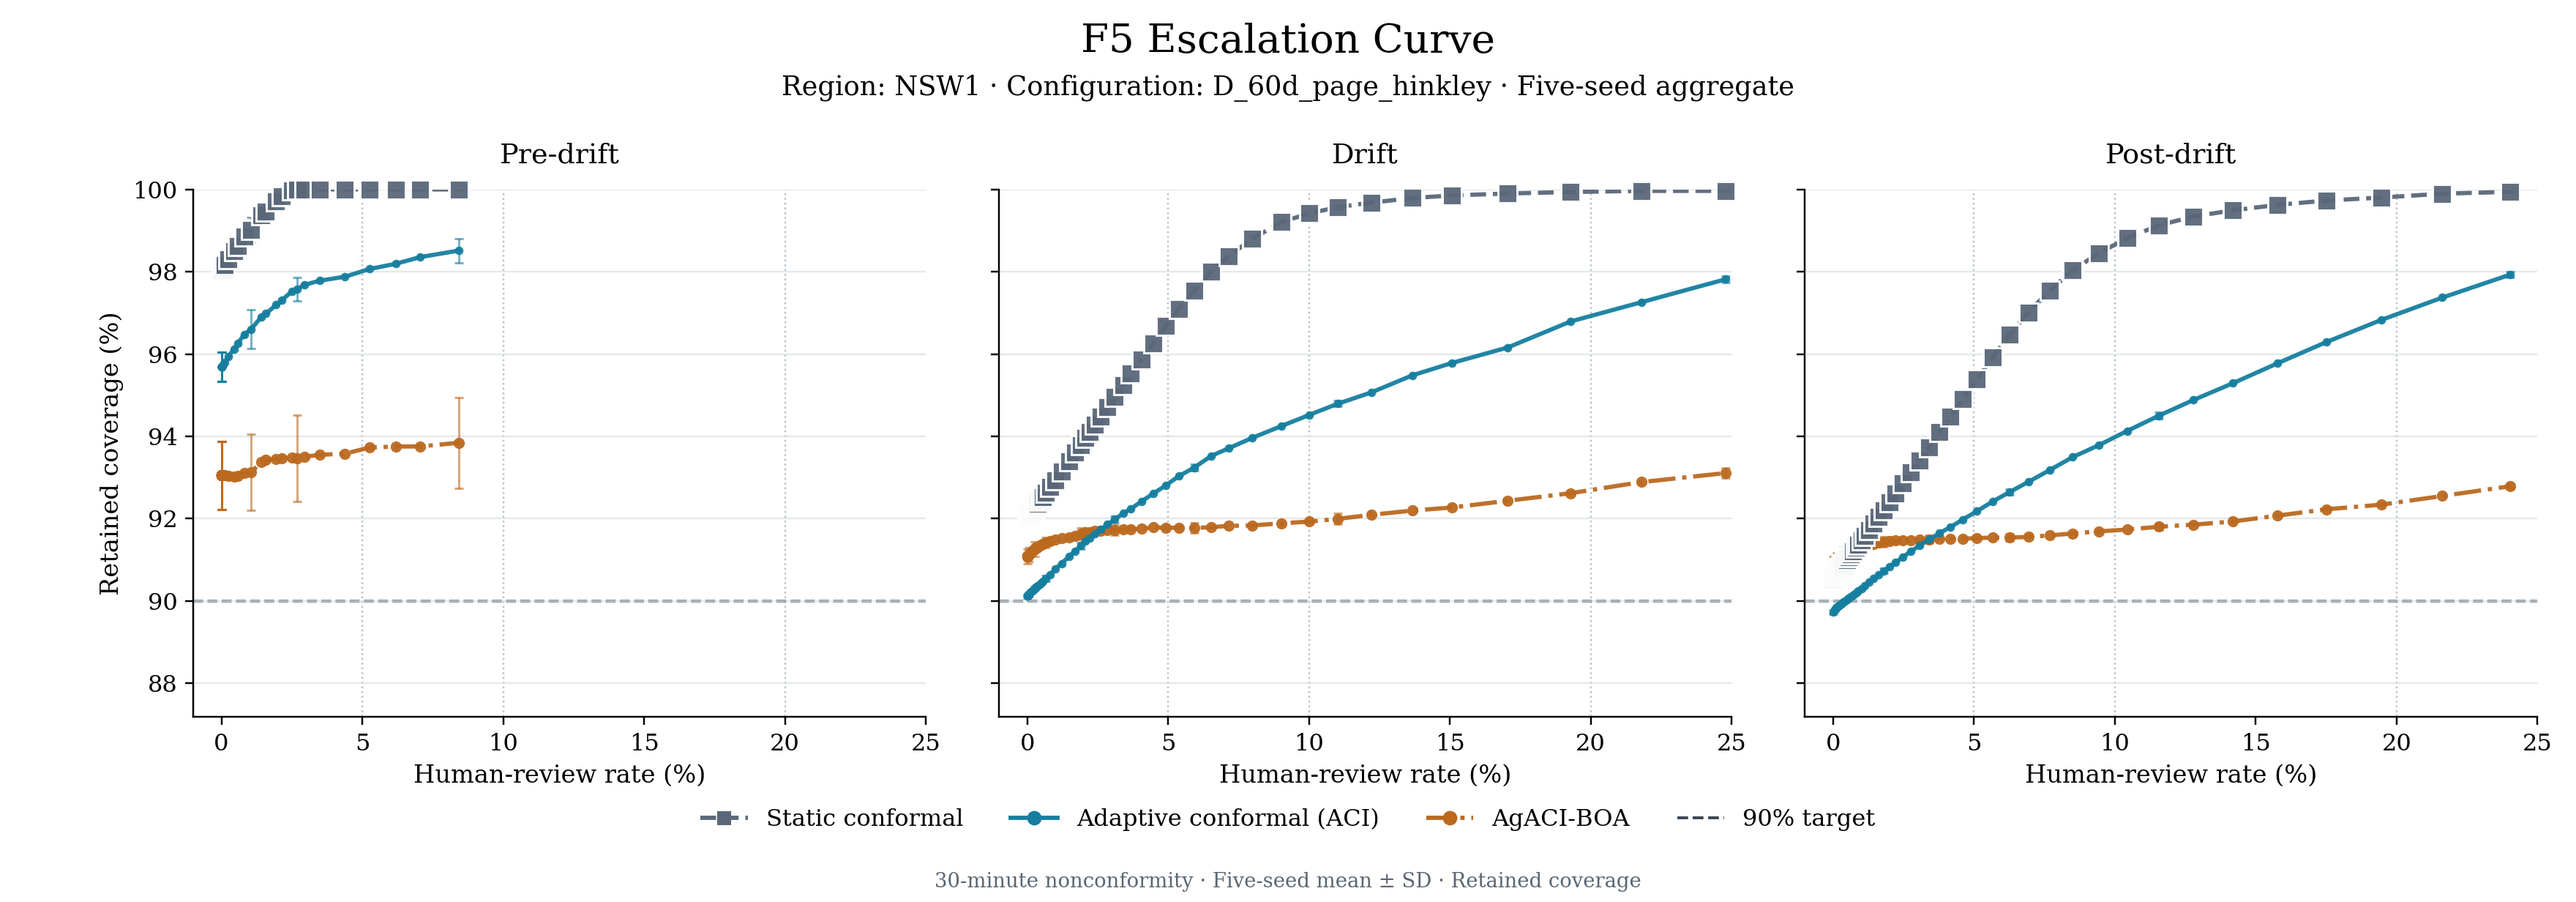 F5 Escalation Curve
Region: NSW1 · Configuration: D_60d_page_hinkley · Five-seed aggregate
Pre-drift
Drift
Post-drift
Retained coverage (%)
100
98
96
94
92
90
88
0 5 10 15 20 25
0 5 10 15 20 25
0 5 10 15 20 25
Human-review rate (%)
Human-review rate (%)
Human-review rate (%)
Static conformal
Adaptive conformal (ACI)
AgACI-BOA
90% target
30-minute nonconformity · Five-seed mean ± SD · Retained coverage